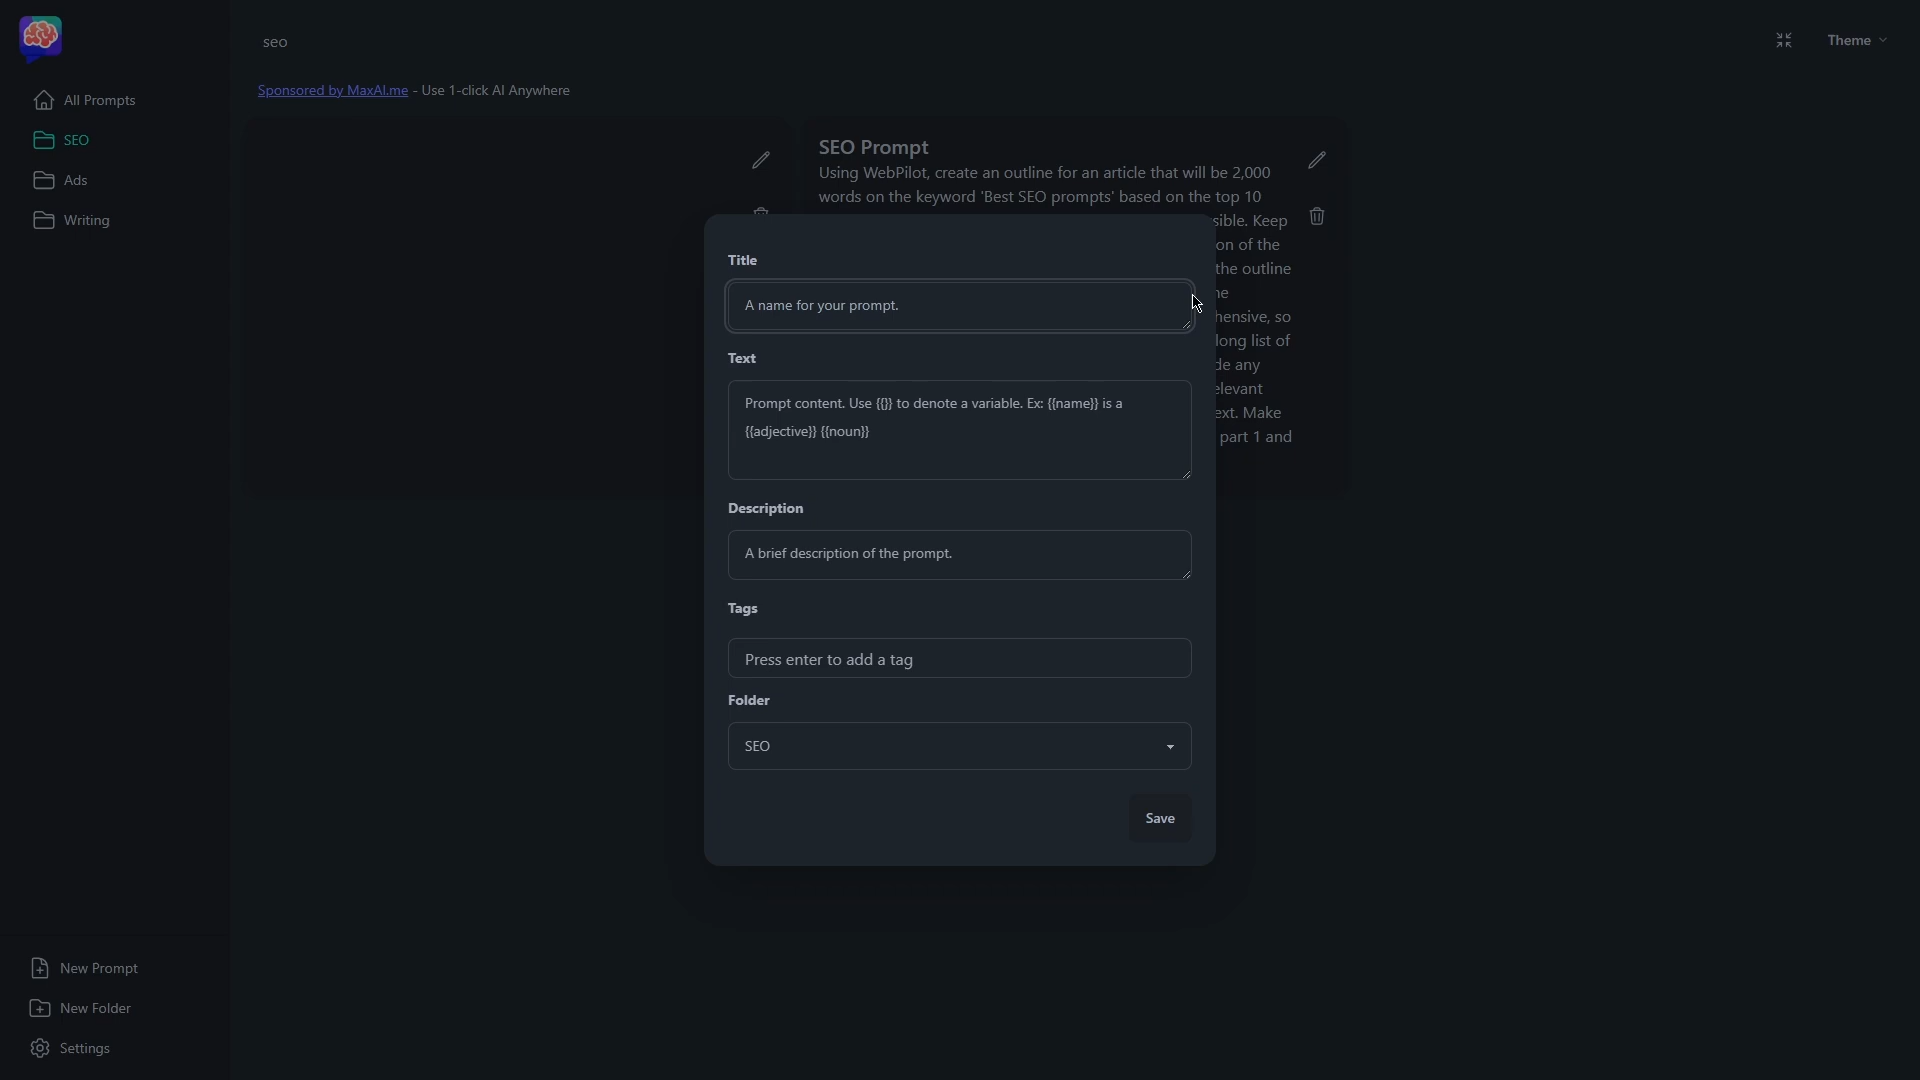 seo
Theme
Sponsored by MaxAI.me - Use 1-click AI Anywhere
All Prompts
SEO
Ads
Writing
SEO Prompt
Using WebPilot, create an outline for an article that will be 2,000
words on the keyword 'Best SEO prompts' based on the top 10
Keep
on of the
the outline
so
long list of
any
ext. Make
part 1 and
Title
A name for your prompt.
Text
Prompt content. Use {{}} to denote a variable. Ex: {{name}} is a
{{adjective}} {{noun}}
Description
A brief description of the prompt.
Tags
Press enter to add a tag
Folder
SEO
Save
New Prompt
New Folder
Settings